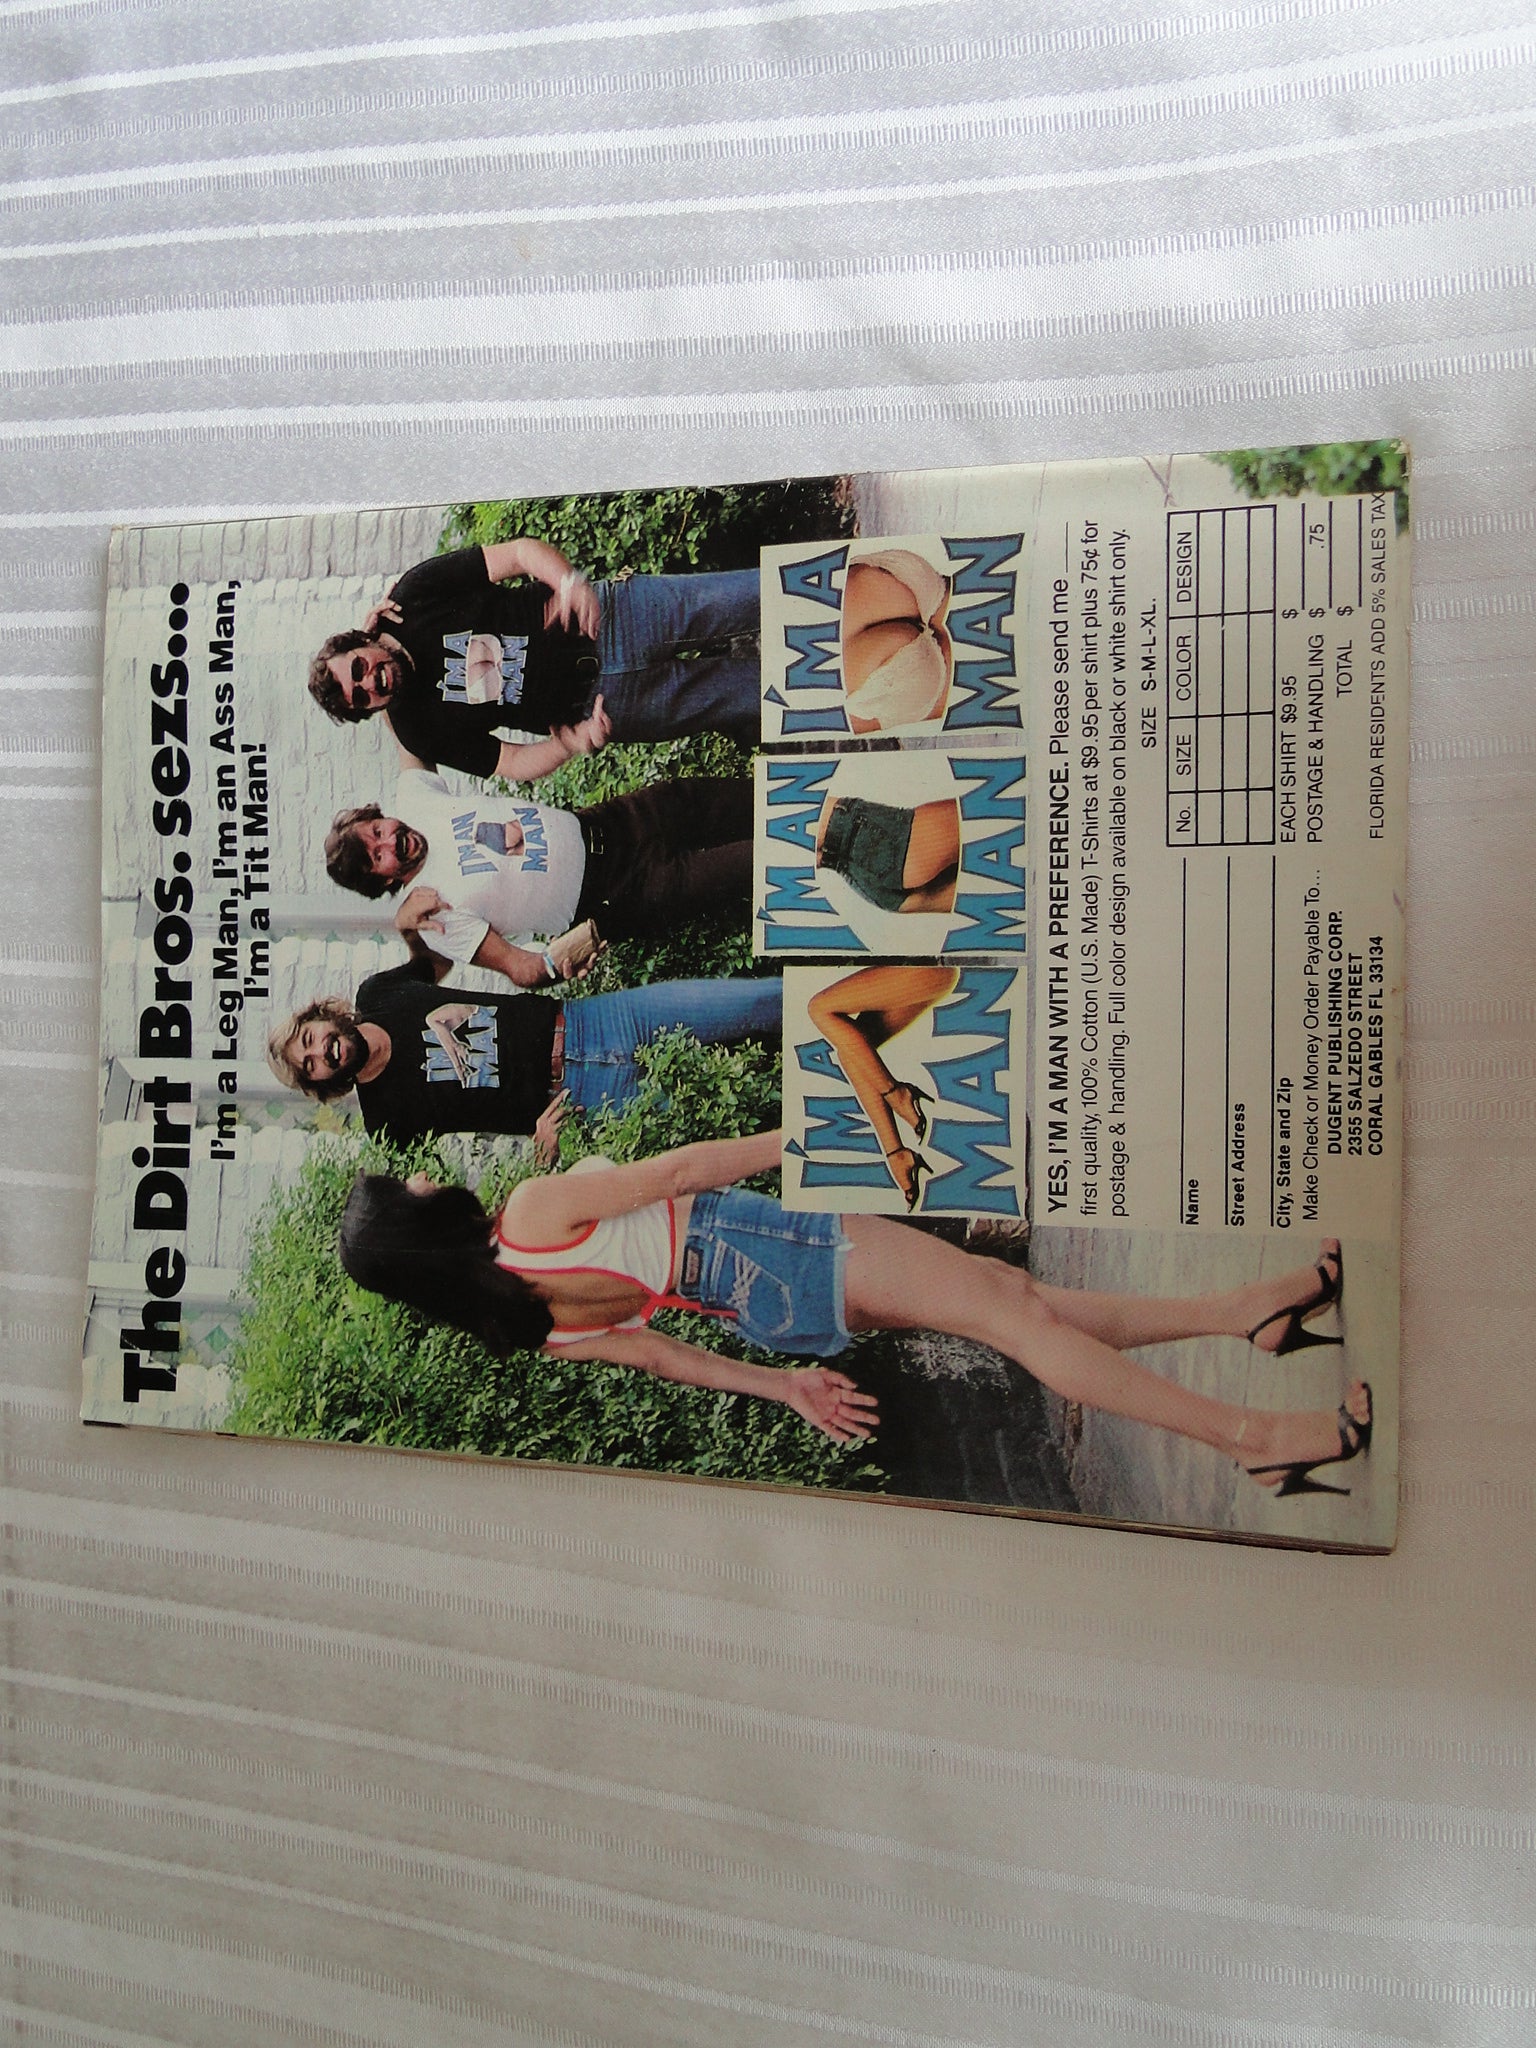 The Dirt Bros. sezs...
I'm a Leg Man, I'm an Ass Man,
I'm a Tit Man!
I'M A
MAN
I'M AN
MAN
I'M A
MAN
I'M A
MAN
I'M AN
MAN
I'M A
MAN
YES, I'M A MAN WITH A PREFERENCE. Please send me ____
first quality, 100% Cotton (U.S. Made) T-Shirts at $9.95 per shirt plus 75¢ for
postage & handling. Full color design available on black or white shirt only.
SIZE S-M-L-XL.
No. SIZE COLOR DESIGN
Name
Street Address
City, State and Zip
EACH SHIRT $9.95 $
POSTAGE & HANDLING $ .75
TOTAL $
Make Check or Money Order Payable To...
DUGENT PUBLISHING CORP.
2355 SALZEDO STREET
CORAL GABLES FL 33134
FLORIDA RESIDENTS ADD 5% SALES TAX